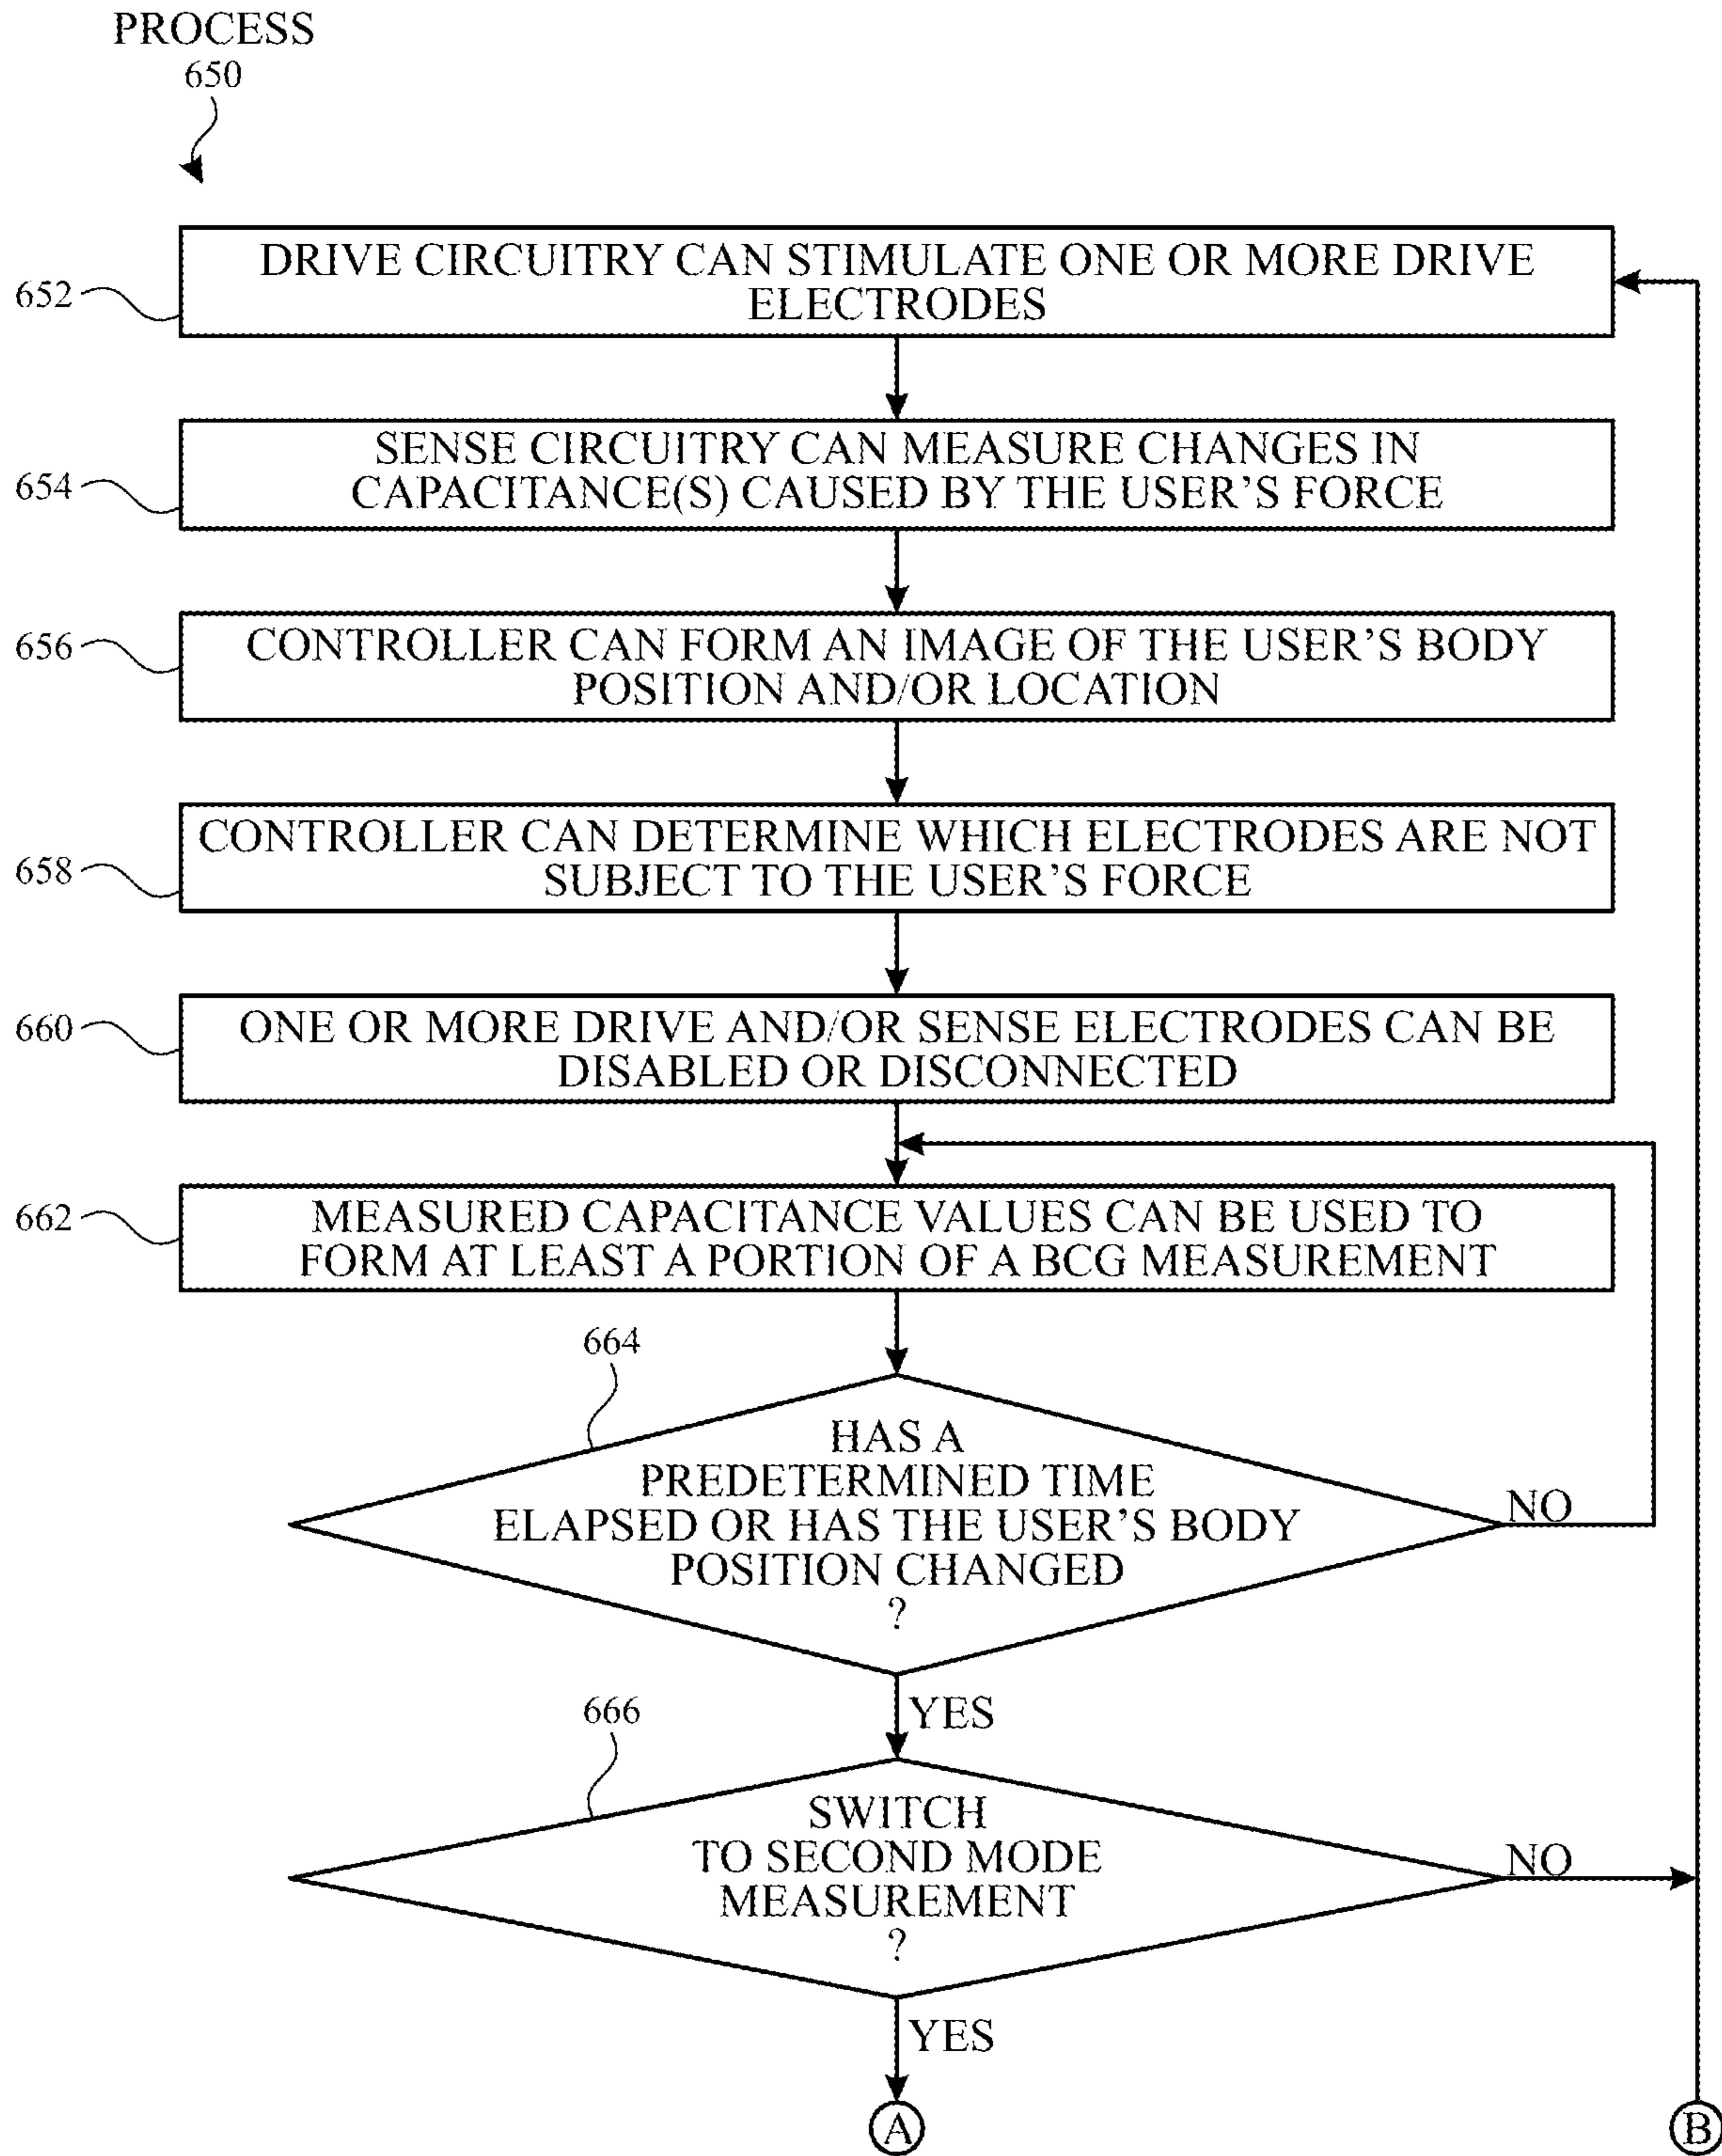 PROCESS
650
652
DRIVE CIRCUITRY CAN STIMULATE ONE OR MORE DRIVE
ELECTRODES
654
SENSE CIRCUITRY CAN MEASURE CHANGES IN
CAPACITANCE(S) CAUSED BY THE USER'S FORCE
656
CONTROLLER CAN FORM AN IMAGE OF THE USER'S BODY
POSITION AND/OR LOCATION
658
CONTROLLER CAN DETERMINE WHICH ELECTRODES ARE NOT
SUBJECT TO THE USER'S FORCE
660
ONE OR MORE DRIVE AND/OR SENSE ELECTRODES CAN BE
DISABLED OR DISCONNECTED
662
MEASURED CAPACITANCE VALUES CAN BE USED TO
FORM AT LEAST A PORTION OF A BCG MEASUREMENT
664
HAS A
PREDETERMINED TIME
ELAPSED OR HAS THE USER'S BODY
POSITION CHANGED
?
NO
YES
666
SWITCH
TO SECOND MODE
MEASUREMENT
?
NO
YES
A
B